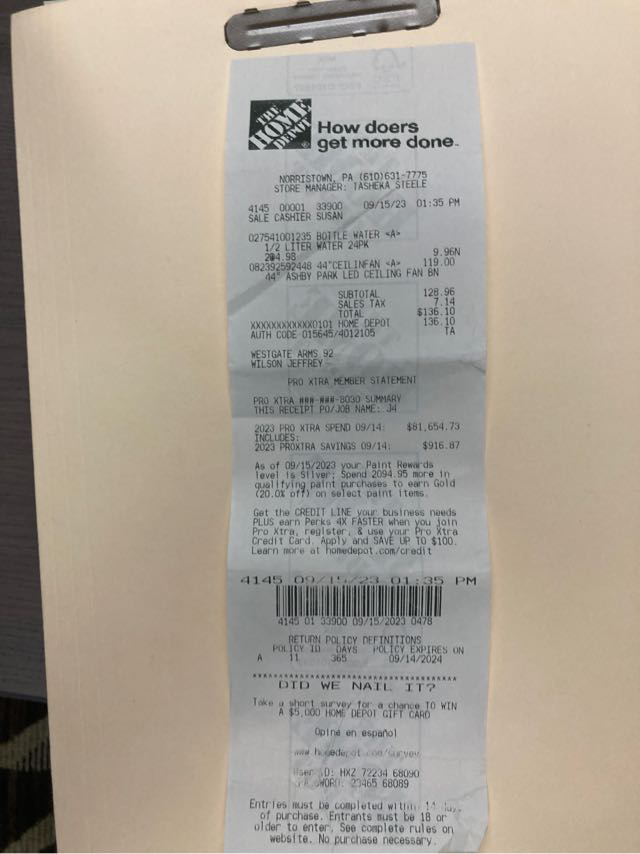 THE HOME DEPOT
How doers
get more done.
NORRISTOWN, PA (610)631-7775
STORE MANAGER: TASHEKA STEELE
4145 00001 33900 09/15/23 01:35 PM
SALE CASHIER SUSAN
027541001235 BOTTLE WATER <A>
1/2 LITER WATER 24PK
2@4.98 9.96N
082392592448 44"CEILINFAN <A> 119.00
44" ASHBY PARK LED CEILING FAN BN
SUBTOTAL 128.96
SALES TAX 7.14
TOTAL $136.10
XXXXXXXXXXXX0101 HOME DEPOT 136.10
AUTH CODE 015645/4012105 TA
WESTGATE ARMS 92
WILSON JEFFREY
PRO XTRA MEMBER STATEMENT
PRO XTRA ###-###-8030 SUMMARY
THIS RECEIPT PO/JOB NAME: J4
2023 PRO XTRA SPEND 09/14: $81,654.73
INCLUDES:
2023 PROXTRA SAVINGS 09/14: $916.87
As of 09/15/2023 your Paint Rewards
level is Silver; Spend 2094.95 more in
qualifying paint purchases to earn Gold
(20.0% off) on select paint items.
Get the CREDIT LINE your business needs
PLUS earn Perks 4X FASTER when you join
Pro Xtra, register, & use your Pro Xtra
Credit Card. Apply and SAVE UP TO $100.
Learn more at homedepot.com/credit
4145 09/15/23 01:35 PM
4145 01 33900 09/15/2023 0478
RETURN POLICY DEFINITIONS
POLICY ID DAYS POLICY EXPIRES ON
A 11 365 09/14/2024
DID WE NAIL IT?
Take a short survey for a chance TO WIN
A $5,000 HOME DEPOT GIFT CARD
Opine en español
www.homedepot.com/survey
User ID: HXZ 72234 68090
PASSWORD: 23465 68089
Entries must be completed within 14 days
of purchase. Entrants must be 18 or
older to enter. See complete rules on
website. No purchase necessary.